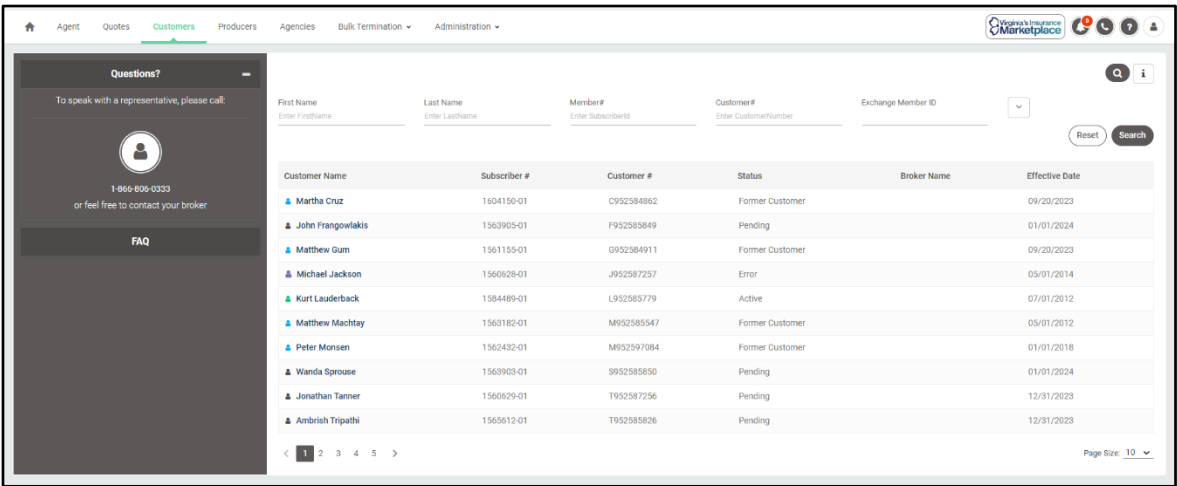 Agent Quotes Customers Producers Agencies Bulk Termination Administration Virginia's Insurance Marketplace 0 ?
Questions?
To speak with a representative, please call:
1-866-806-0333
or feel free to contact your broker
FAQ
i
First Name Last Name Member# Customer# Exchange Member ID
Enter FirstName Enter LastName Enter SubscriberId Enter CustomerNumber
Reset Search
Customer Name Subscriber # Customer # Status Broker Name Effective Date
Martha Cruz 1604150-01 C952584862 Former Customer 09/20/2023
John Frangowlakis 1563905-01 F952585849 Pending 01/01/2024
Matthew Gum 1561155-01 G952584911 Former Customer 09/20/2023
Michael Jackson 1560628-01 J952587257 Error 05/01/2014
Kurt Lauderback 1584489-01 L952585779 Active 07/01/2012
Matthew Machtay 1563182-01 M952585547 Former Customer 05/01/2012
Peter Monsen 1562432-01 M952597084 Former Customer 01/01/2018
Wanda Sprouse 1563903-01 S952585850 Pending 01/01/2024
Jonathan Tanner 1560629-01 T952587256 Pending 12/31/2023
Ambrish Tripathi 1565612-01 T952585826 Pending 12/31/2023
< 1 2 3 4 5 > Page Size: 10